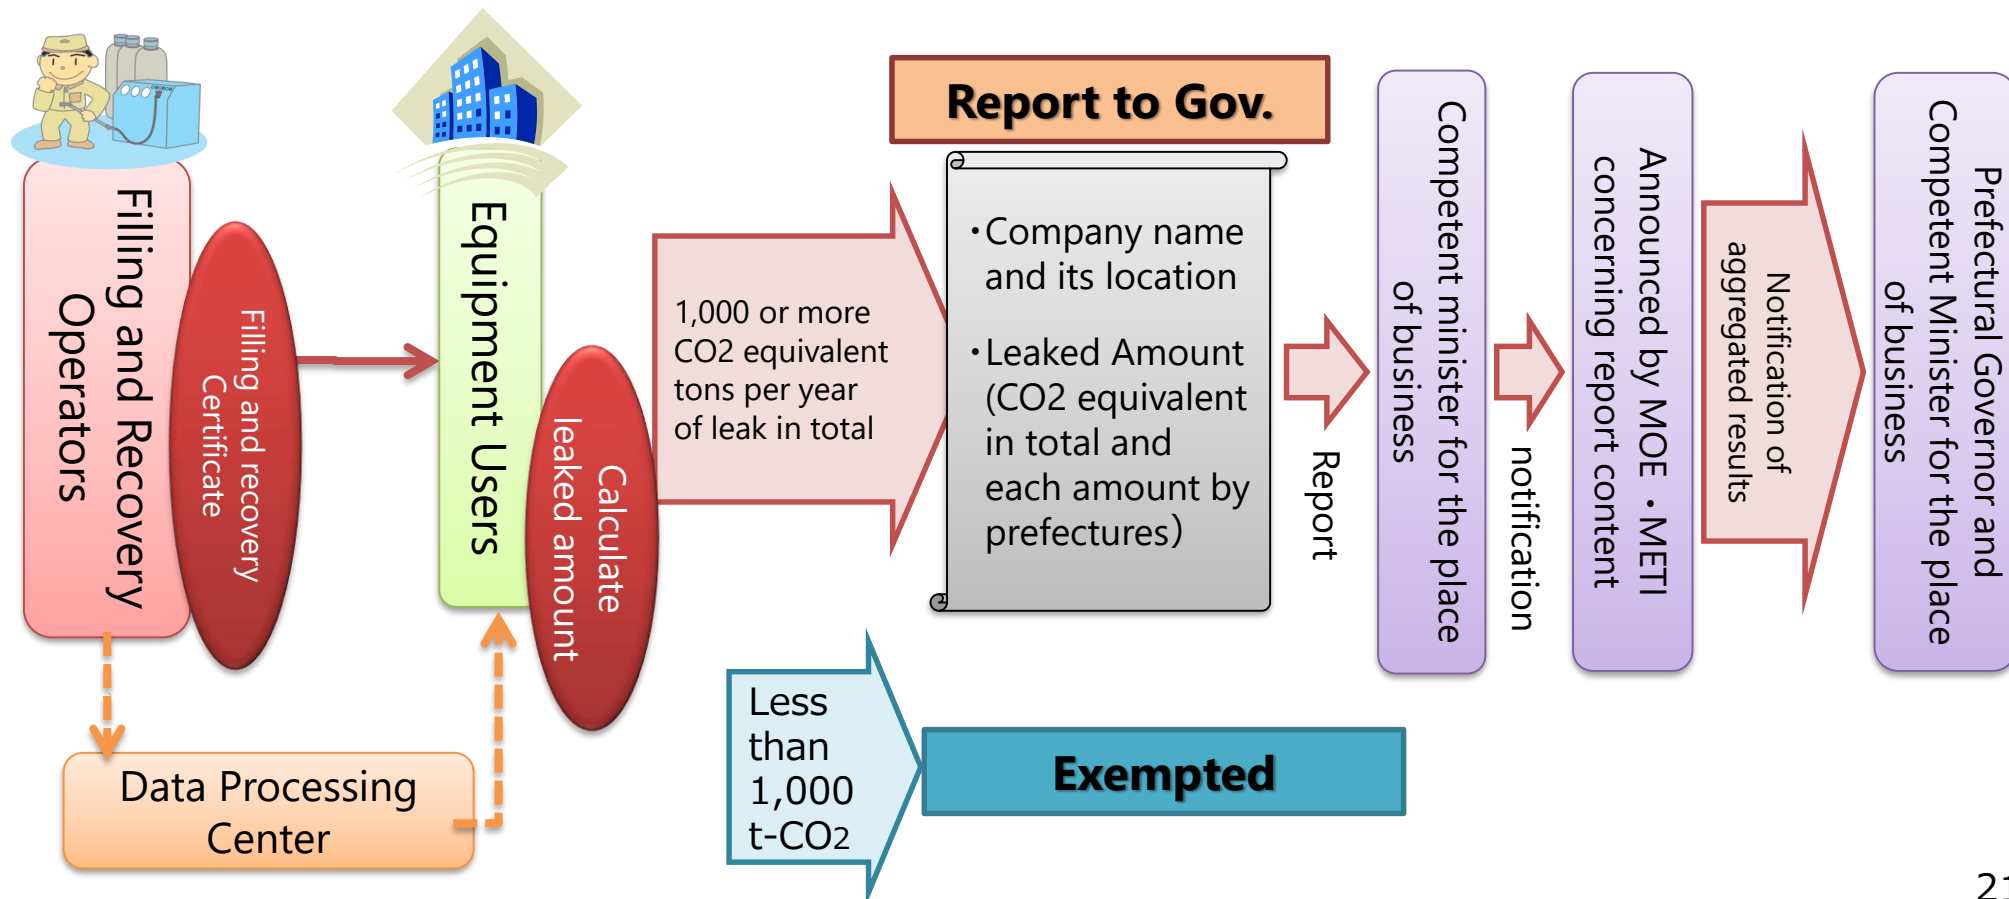 Filling and Recovery
Operators
Filling and recovery
Certificate
Equipment Users
Calculate
leaked amount
Data Processing
Center
1,000 or more
CO2 equivalent
tons per year
of leak in total
Report to Gov.
・Company name
and its location
・Leaked Amount
(CO2 equivalent
in total and
each amount by
prefectures)
Report
Competent minister for the place
of business
notification
Announced by MOE・METI
concerning report content
Notification of
aggregated results
Prefectural Governor and
Competent Minister for the place
of business
Less
than
1,000
t-CO2
Exempted
21